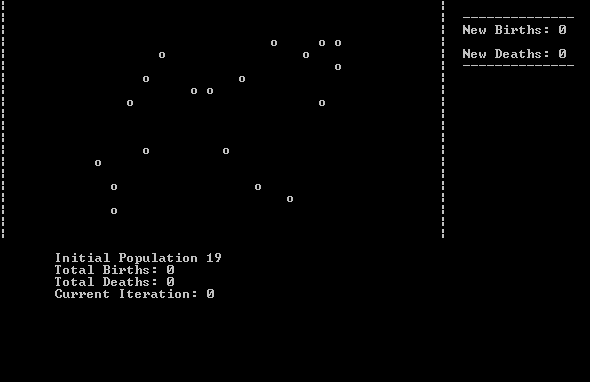 New Births: 0
New Deaths: 0
o o o
o o
o
o o
o o
o o
o o
o
o o
o
o
Initial Population 19
Total Births: 0
Total Deaths: 0
Current Iteration: 0